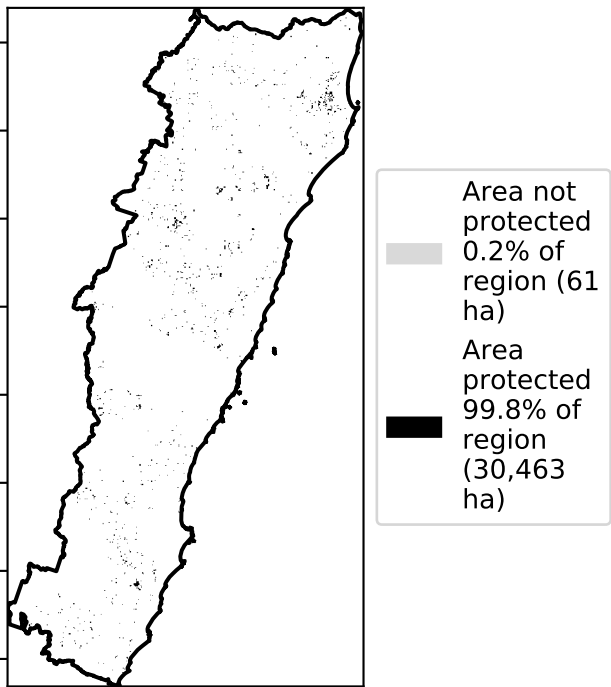 Area not
protected
0.2% of
region (61
ha)
Area
protected
99.8% of
region
(30,463
ha)